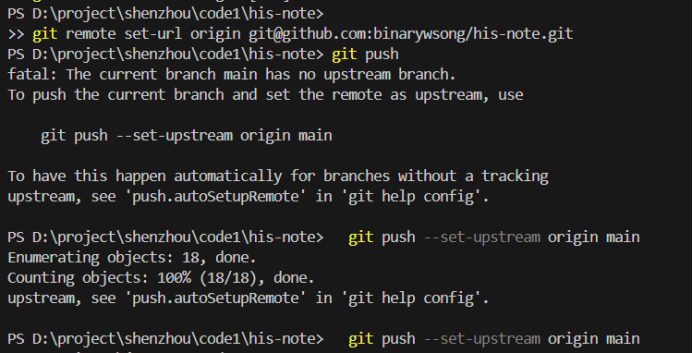 PS D:\project\shenzhou\code1\his-note>
>> git remote set-url origin git@github.com:binarywsong/his-note.git
PS D:\project\shenzhou\code1\his-note> git push
fatal: The current branch main has no upstream branch.
To push the current branch and set the remote as upstream, use
git push --set-upstream origin main
To have this happen automatically for branches without a tracking
upstream, see 'push.autoSetupRemote' in 'git help config'.
PS D:\project\shenzhou\code1\his-note>   git push --set-upstream origin main
Enumerating objects: 18, done.
Counting objects: 100% (18/18), done.
upstream, see 'push.autoSetupRemote' in 'git help config'.
PS D:\project\shenzhou\code1\his-note>   git push --set-upstream origin main